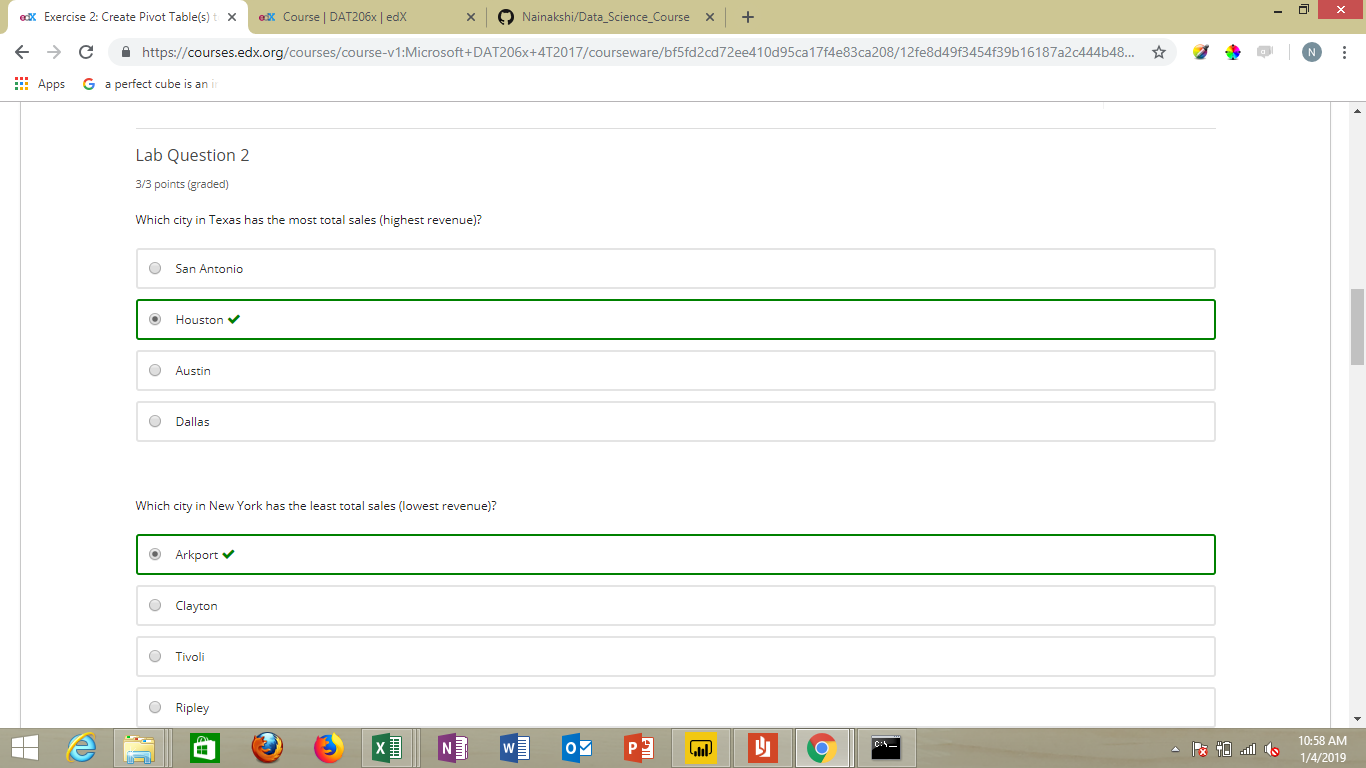 edX Exercise 2: Create Pivot Table(s)
edX Course | DAT206x | edX
Nainakshi/Data_Science_Course
https://courses.edx.org/courses/course-v1:Microsoft+DAT206x+4T2017/courseware/bf5fd2cd72ee410d95ca17f4e83ca208/12fe8d49f3454f39b16187a2c444b48...
N
Apps
G a perfect cube is an i
Lab Question 2
3/3 points (graded)
Which city in Texas has the most total sales (highest revenue)?
San Antonio
Houston
Austin
Dallas
Which city in New York has the least total sales (lowest revenue)?
Arkport
Clayton
Tivoli
Ripley
10:58 AM
1/4/2019